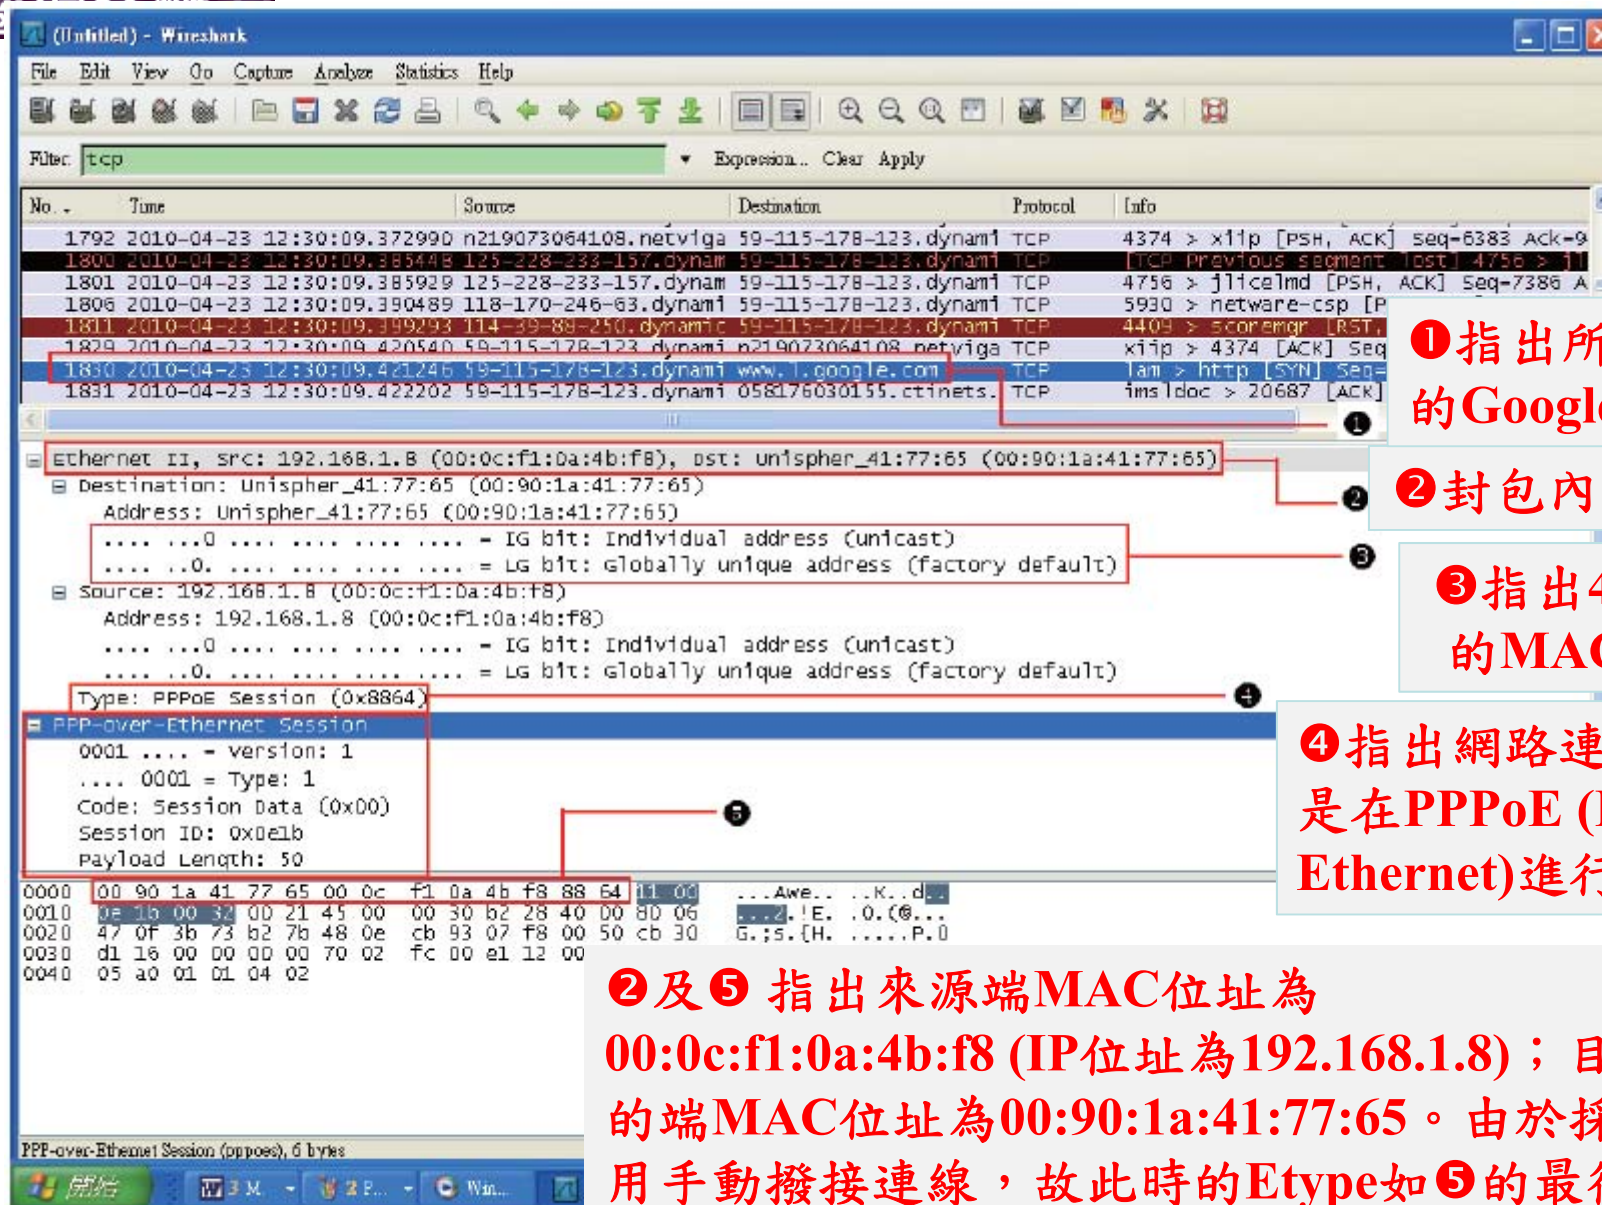 (Untitled) - Wireshark
File Edit View Go Capture Analyze Statistics Help
Filter: tcp Expression... Clear Apply
No. . Time Source Destination Protocol Info
1792 2010-04-23 12:30:09.372990 n219073064108.netviga 59-115-178-123.dynami TCP 4374 > xiip [PSH, ACK] Seq=6383 Ack=9
1800 2010-04-23 12:30:09.385448 125-228-233-157.dynam 59-115-178-123.dynami TCP [TCP Previous segment lost] 4756 > jl
1801 2010-04-23 12:30:09.385929 125-228-233-157.dynam 59-115-178-123.dynami TCP 4756 > jlicelmd [PSH, ACK] Seq=7386 A
1806 2010-04-23 12:30:09.390489 118-170-246-63.dynami 59-115-178-123.dynami TCP 5930 > netware-csp [P
1811 2010-04-23 12:30:09.399293 114-39-88-250.dynamic 59-115-178-123.dynami TCP 4409 > scoremgr [RST,
1829 2010-04-23 12:30:09.420540 59-115-178-123.dynami n219073064108.netviga TCP xiip > 4374 [ACK] Seq
1830 2010-04-23 12:30:09.421246 59-115-178-123.dynami www.l.google.com TCP lam > http [SYN] Seq=
1831 2010-04-23 12:30:09.422202 59-115-178-123.dynami 058176030155.ctinets. TCP imsldoc > 20687 [ACK]
❶
❶指出所
的Google
Ethernet II, Src: 192.168.1.8 (00:0c:f1:0a:4b:f8), Dst: Unispher_41:77:65 (00:90:1a:41:77:65)
❷
❷封包內
Destination: Unispher_41:77:65 (00:90:1a:41:77:65)
Address: Unispher_41:77:65 (00:90:1a:41:77:65)
.... ...0 .... .... .... .... = IG bit: Individual address (unicast)
.... ..0. .... .... .... .... = LG bit: Globally unique address (factory default)
❸
❸指出4
的MAC
Source: 192.168.1.8 (00:0c:f1:0a:4b:f8)
Address: 192.168.1.8 (00:0c:f1:0a:4b:f8)
.... ...0 .... .... .... .... = IG bit: Individual address (unicast)
.... ..0. .... .... .... .... = LG bit: Globally unique address (factory default)
Type: PPPoE Session (0x8864)
❹
❹指出網路連
是在PPPoE (
Ethernet)進行
PPP-over-Ethernet Session
0001 .... = Version: 1
.... 0001 = Type: 1
Code: Session Data (0x00)
Session ID: 0x0e1b
Payload Length: 50
❺
0000 00 90 1a 41 77 65 00 0c f1 0a 4b f8 88 64 11 00 ...Awe.. ..K..d..
0010 0e 1b 00 32 00 21 45 00 00 30 b2 28 40 00 80 06 ...2.!E. .0.(@...
0020 47 0f 3b 73 b2 7b 48 0e cb 93 07 f8 00 50 cb 30 G.;s.{H. .....P.0
0030 d1 16 00 00 00 00 70 02 fc 00 e1 12 00
0040 05 a0 01 01 04 02
❷及❺ 指出來源端MAC位址為
00:0c:f1:0a:4b:f8 (IP位址為192.168.1.8)；目
的端MAC位址為00:90:1a:41:77:65。由於採
用手動撥接連線，故此時的Etype如❺的最後
PPP-over-Ethernet Session (pppoes), 6 bytes
開始 3 M. 2 P... Win...